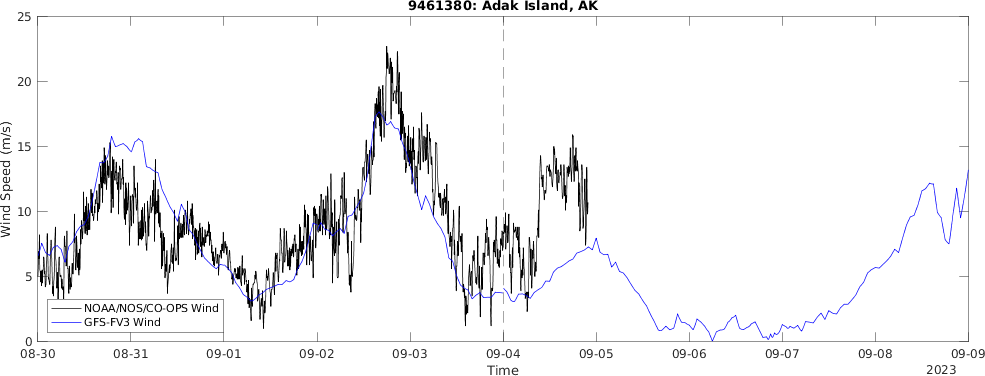 9461380: Adak Island, AK
Wind Speed (m/s)
25
20
15
10
5
0
NOAA/NOS/CO-OPS Wind
GFS-FV3 Wind
08-30 08-31 09-01 09-02 09-03 09-04 09-05 09-06 09-07 09-08 09-09
Time
2023